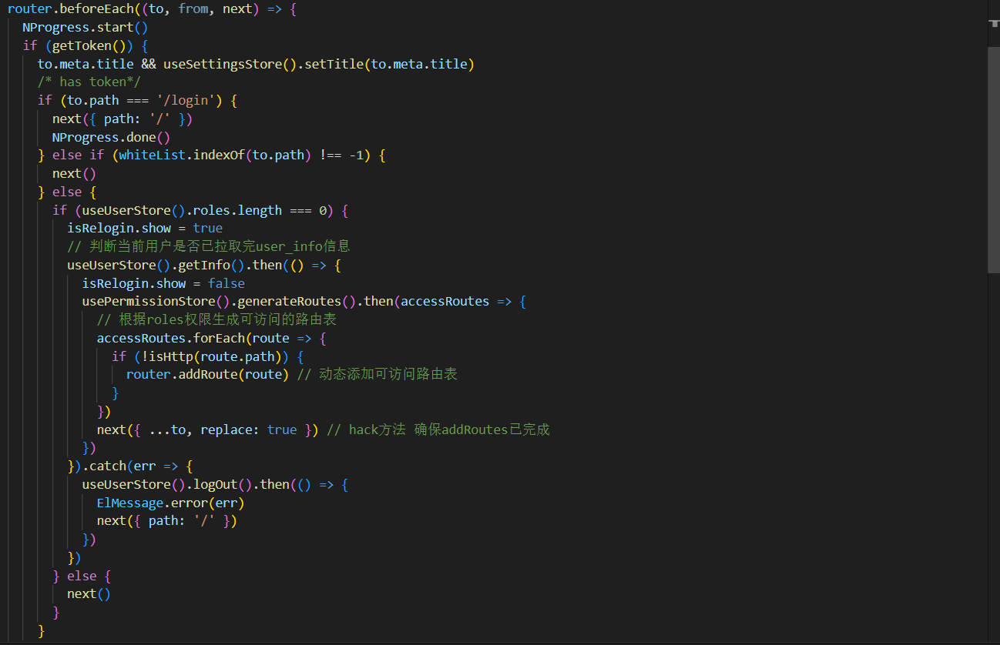 router.beforeEach((to, from, next) => {
  NProgress.start()
  if (getToken()) {
    to.meta.title && useSettingsStore().setTitle(to.meta.title)
    /* has token*/
    if (to.path === '/login') {
      next({ path: '/' })
      NProgress.done()
    } else if (whiteList.indexOf(to.path) !== -1) {
      next()
    } else {
      if (useUserStore().roles.length === 0) {
        isRelogin.show = true
        // 判断当前用户是否已拉取完user_info信息
        useUserStore().getInfo().then(() => {
          isRelogin.show = false
          usePermissionStore().generateRoutes().then(accessRoutes => {
            // 根据roles权限生成可访问的路由表
            accessRoutes.forEach(route => {
              if (!isHttp(route.path)) {
                router.addRoute(route) // 动态添加可访问路由表
              }
            })
            next({ ...to, replace: true }) // hack方法 确保addRoutes已完成
          })
        }).catch(err => {
          useUserStore().logOut().then(() => {
            ElMessage.error(err)
            next({ path: '/' })
          })
        })
      } else {
        next()
      }
    }